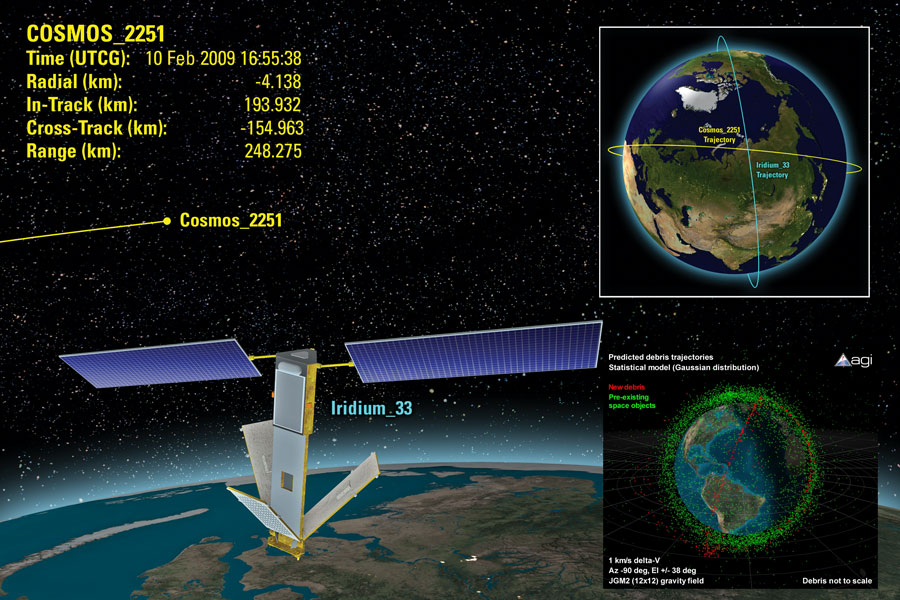 COSMOS_2251
Time (UTCG): 10 Feb 2009 16:55:38
Radial (km): -4.138
In-Track (km): 193.932
Cross-Track (km): -154.963
Range (km): 248.275
Cosmos_2251
Cosmos_2251
Trajectory
Iridium_33
Trajectory
Iridium_33
Predicted debris trajectories
Statistical model (Gaussian distribution)
agi
New debris
Pre-existing
space objects
1 km/s delta-V
Az -90 deg, El +/- 38 deg
JGM2 (12x12) gravity field
Debris not to scale